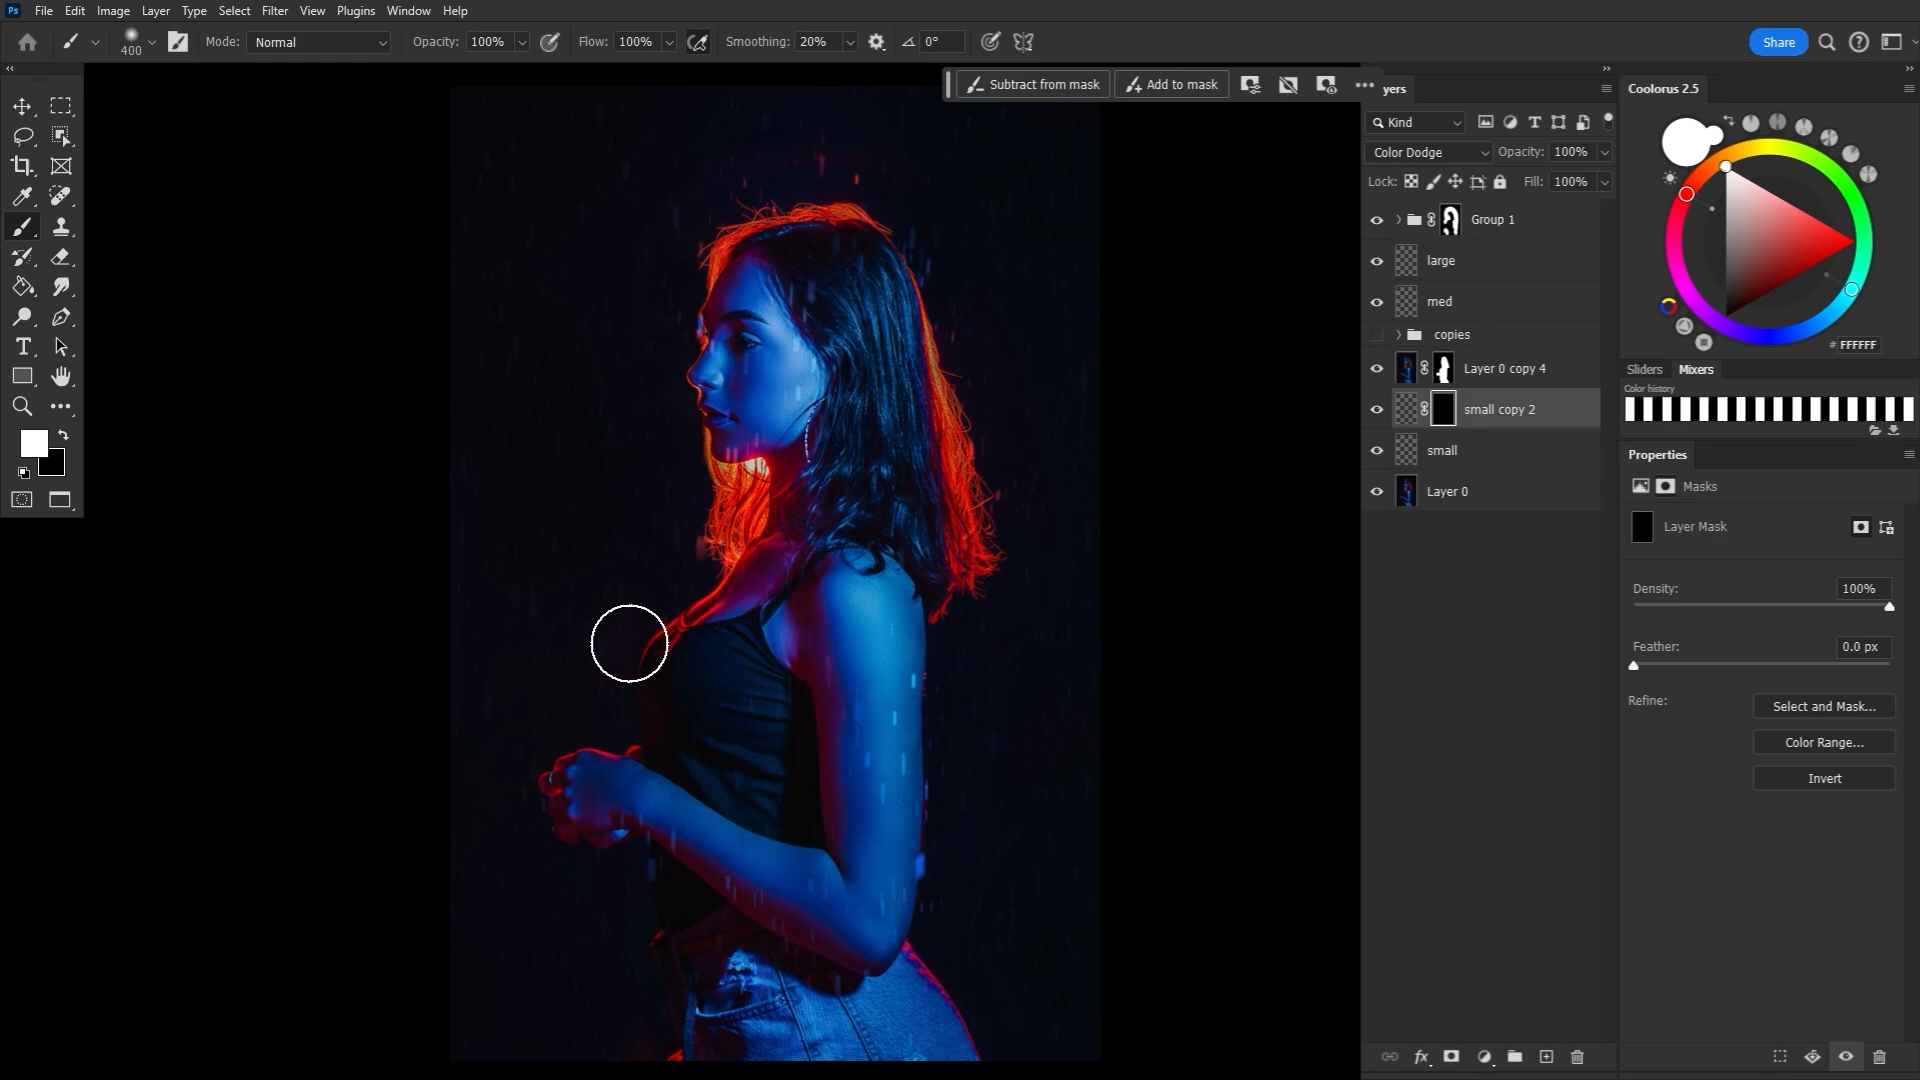 Ps File Edit Image Layer Type Select Filter View Plugins Window Help
400 Mode: Normal Opacity: 100% Flow: 100% Smoothing: 20% 0° Share
Subtract from mask Add to mask
yers
Kind
Color Dodge Opacity: 100%
Lock: Fill: 100%
Group 1
large
med
copies
Layer 0 copy 4
small copy 2
small
Layer 0
fx
Coolorus 2.5
# FFFFFF
Sliders Mixers
Color history
Properties
Masks
Layer Mask
Density: 100%
Feather: 0.0 px
Refine: Select and Mask...
Color Range...
Invert